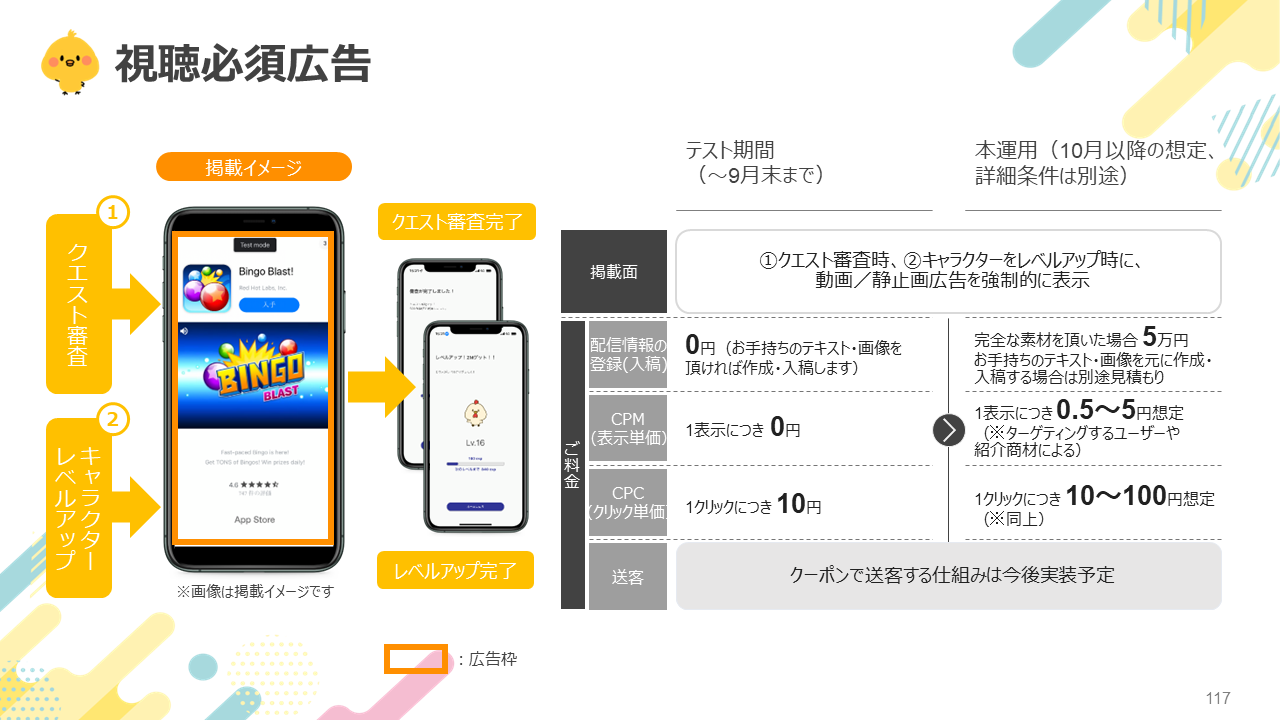 視聴必須広告
掲載イメージ
①
クエスト審査
②
キャラクター
レベルアップ
Test mode
3
Bingo Blast!
Red Hot Labs, Inc.
入手
BINGO
BLAST
Fast-paced Bingo is here!
Get TONS of Bingo! Win prizes daily!
4.6 ★★★★★
App Store
※画像は掲載イメージです
クエスト審査完了
審査が完了しました！
レベルアップ！2Mゲット！！
Lv.16
レベルアップ完了
：広告枠
テスト期間
（～9月末まで）
本運用（10月以降の想定、
詳細条件は別途）
掲載面
①クエスト審査時、②キャラクターをレベルアップ時に、
動画／静止画広告を強制的に表示
ご料金
配信情報の
登録(入稿)
0円（お手持ちのテキスト・画像を
頂ければ作成・入稿します）
完全な素材を頂いた場合 5万円
お手持ちのテキスト・画像を元に作成・
入稿する場合は別途見積もり
CPM
(表示単価)
1表示につき 0円
1表示につき 0.5～5円想定
（※ターゲティングするユーザーや
紹介商材による）
CPC
(クリック単価)
1クリックにつき 10円
1クリックにつき 10～100円想定
（※同上）
送客
クーポンで送客する仕組みは今後実装予定
117